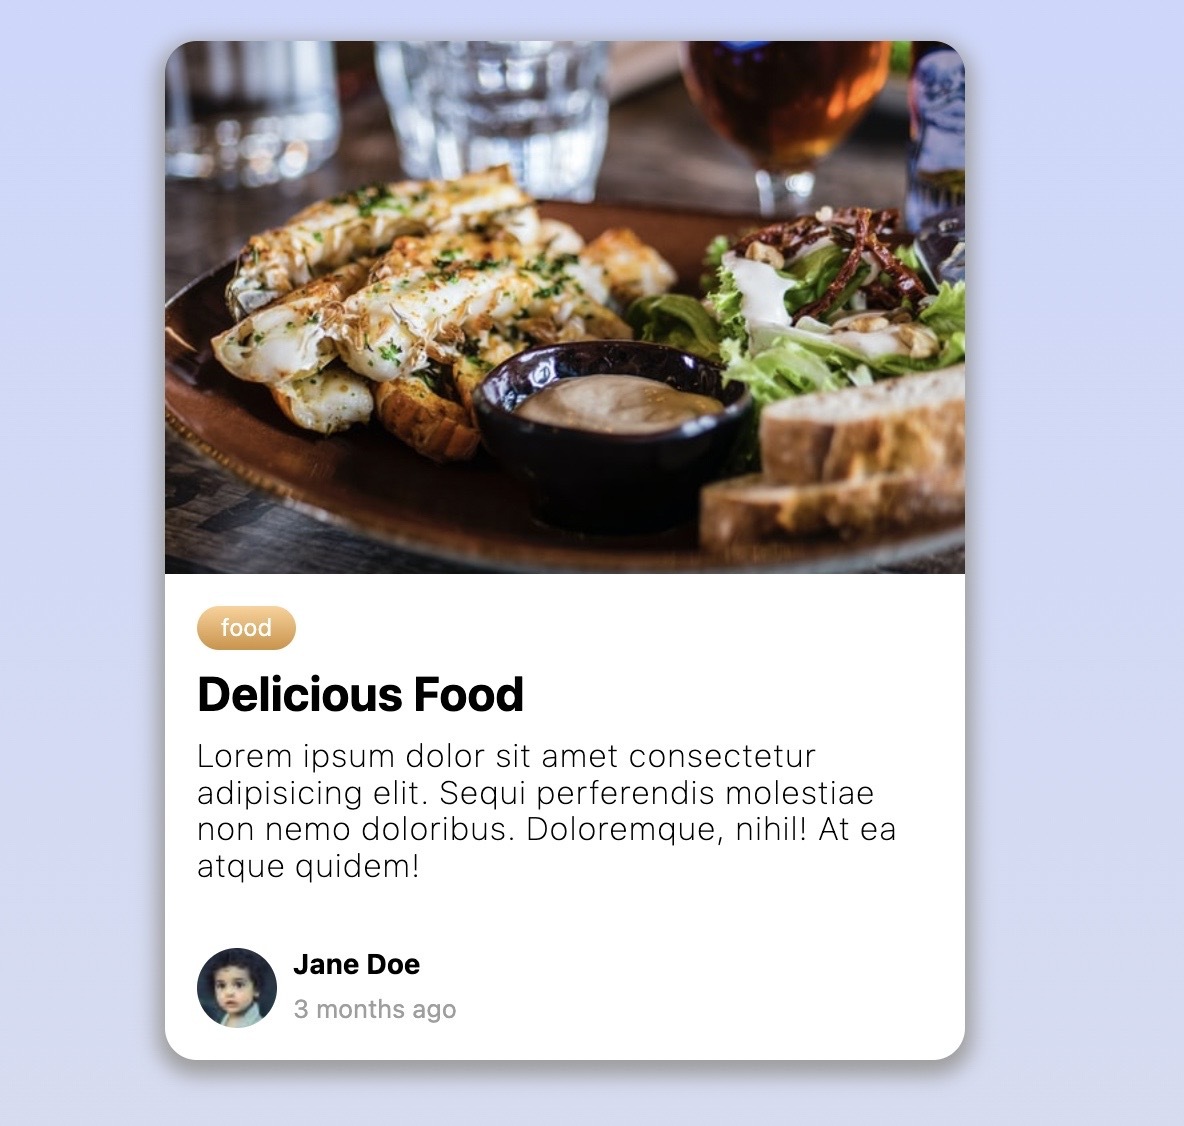 food
Delicious Food
Lorem ipsum dolor sit amet consectetur
adipisicing elit. Sequi perferendis molestiae
non nemo doloribus. Doloremque, nihil! At ea
atque quidem!
Jane Doe
3 months ago